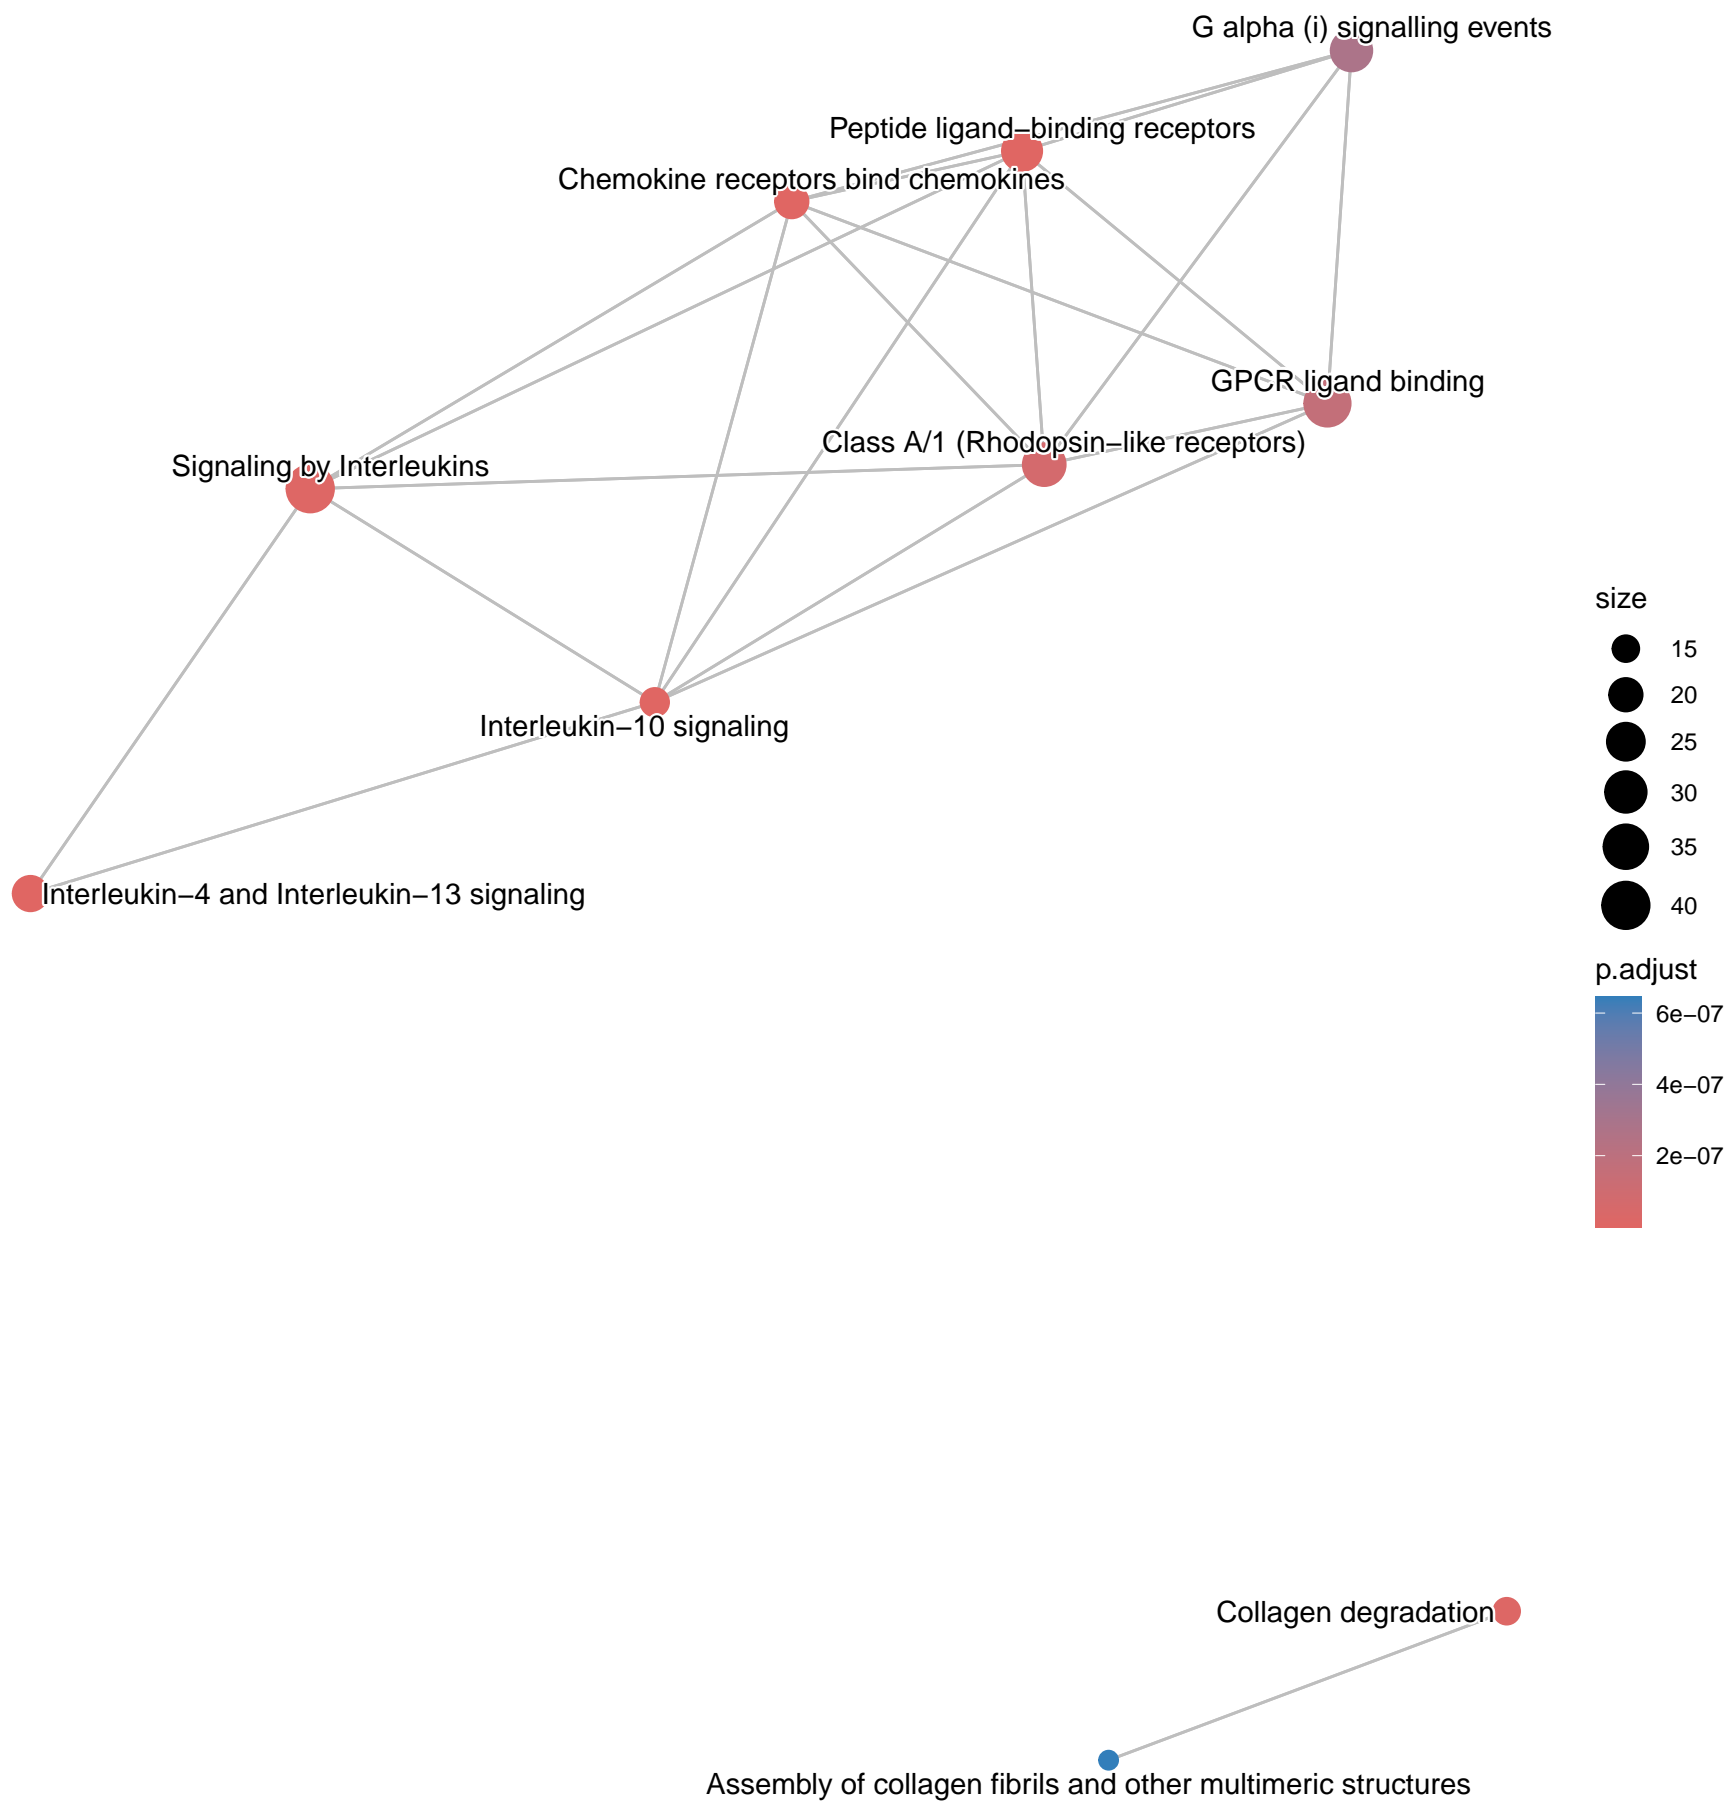 G alpha (i) signalling events
Peptide ligand−binding receptors
Chemokine receptors bind chemokines
GPCR ligand binding
Class A/1 (Rhodopsin−like receptors)
Signaling by Interleukins
Interleukin−10 signaling
Interleukin−4 and Interleukin−13 signaling
size
15
20
25
30
35
40
p.adjust
6e−07
4e−07
2e−07
Collagen degradation
Assembly of collagen fibrils and other multimeric structures